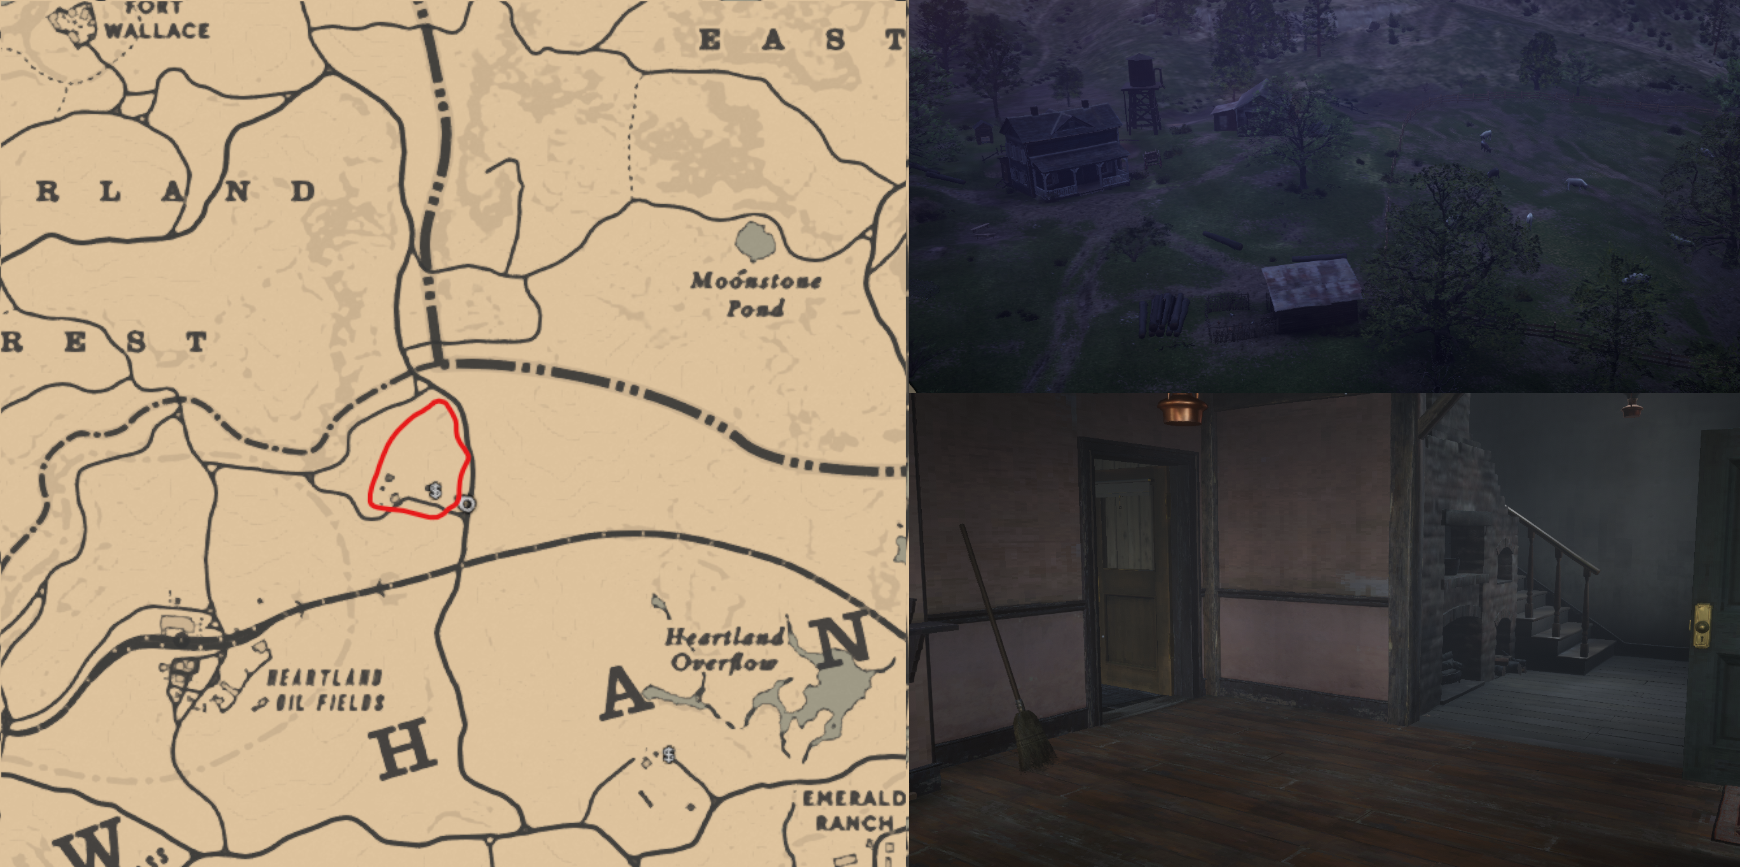 FORT
WALLACE
E A S T
R L A N D
Moonstone
Pond
R E S T
Heartland
Overflow
N
A
HEARTLAND
OIL FIELDS
H
EMERALD
RANCH
W